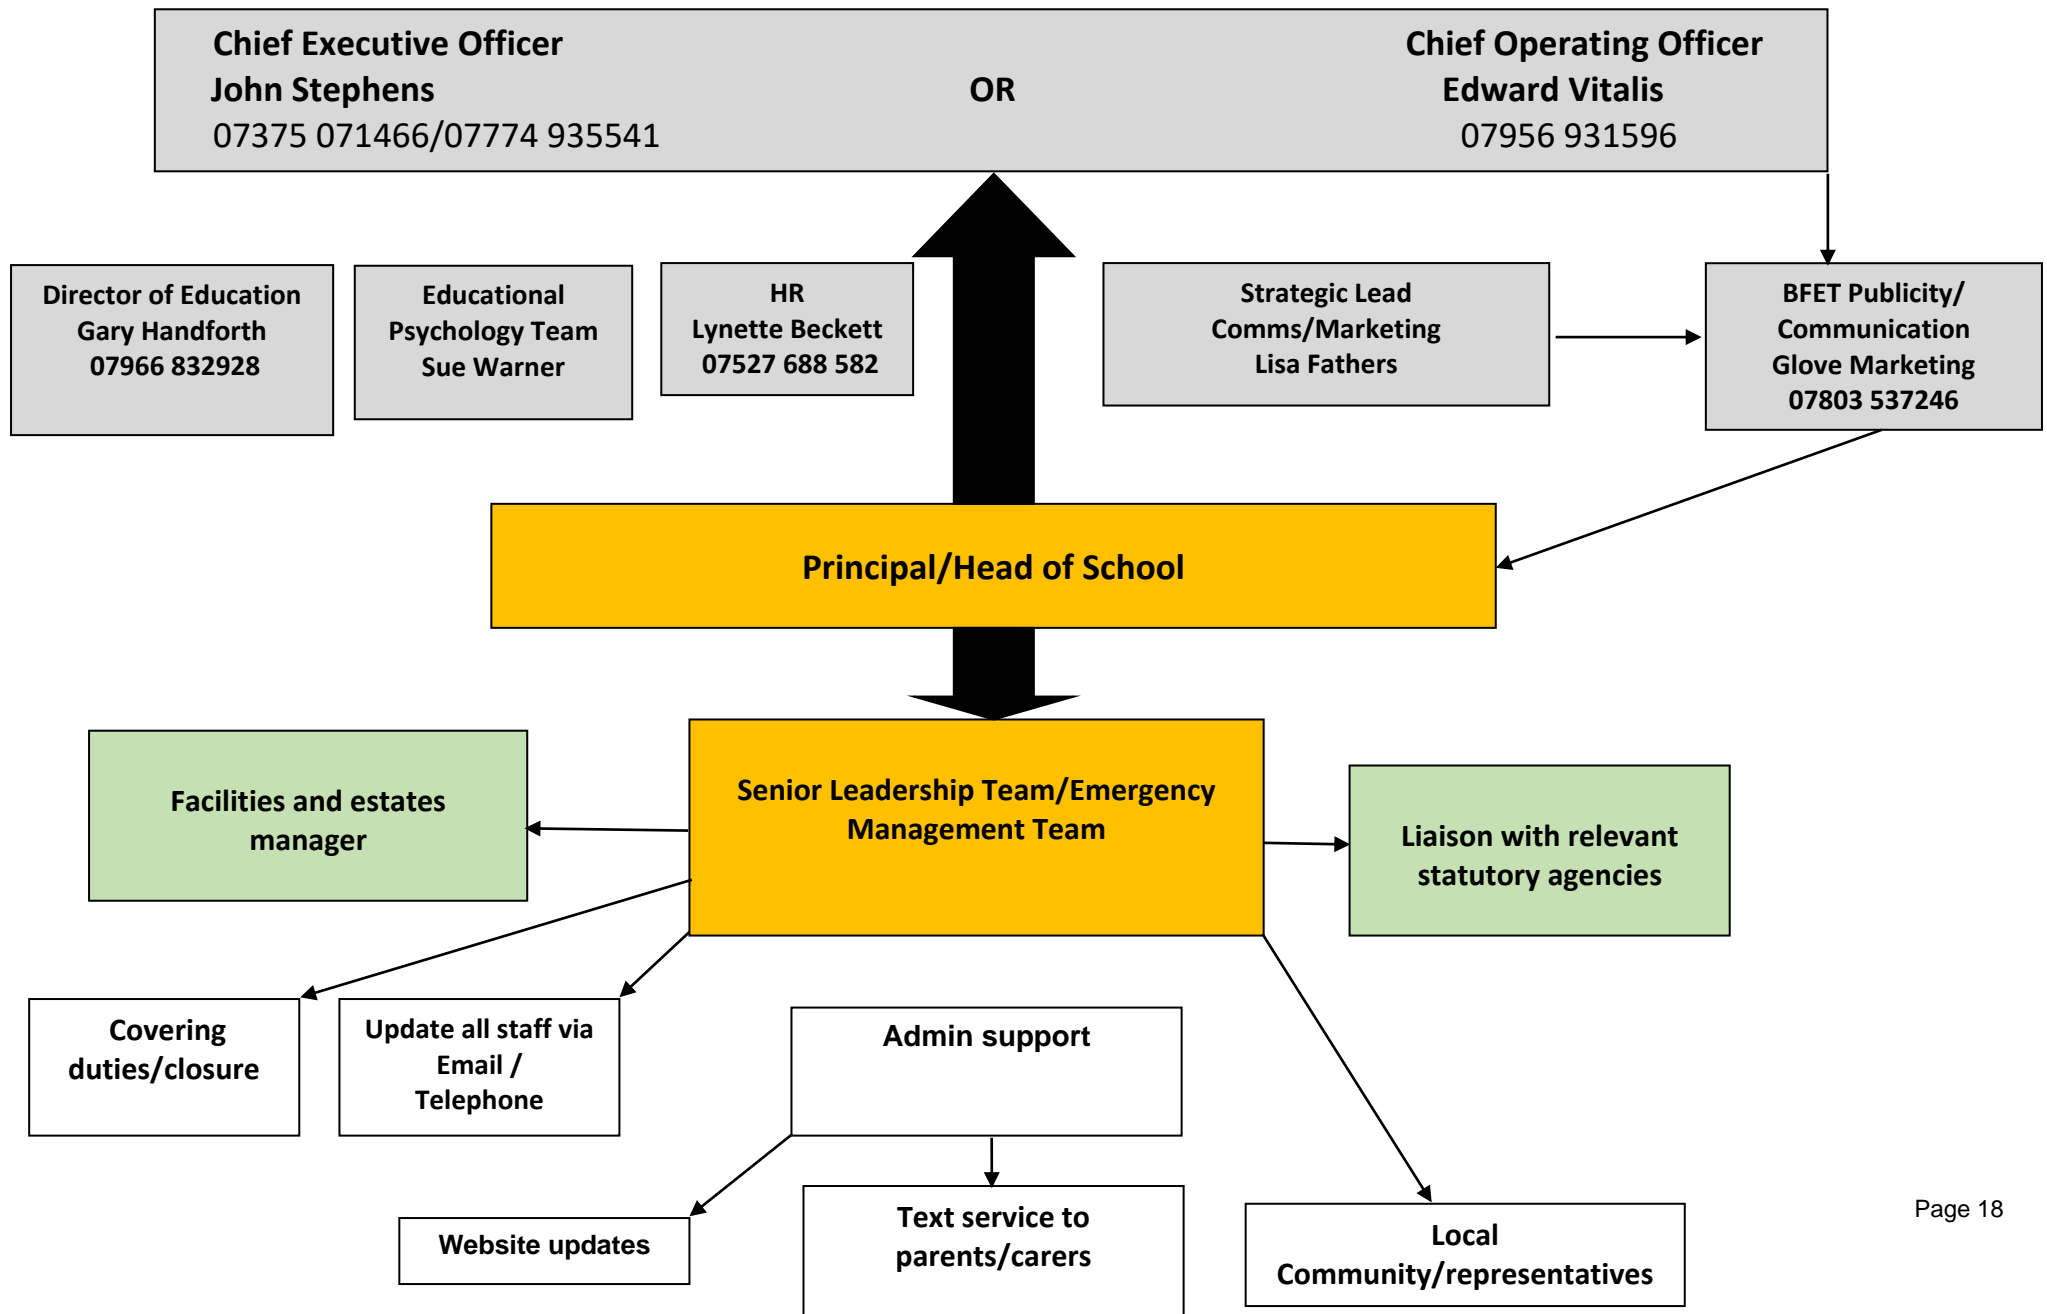 Chief Executive Officer
John Stephens
07375 071466/07774 935541
OR
Chief Operating Officer
Edward Vitalis
07956 931596
Director of Education
Gary Handforth
07966 832928
Educational
Psychology Team
Sue Warner
HR
Lynette Beckett
07527 688 582
Strategic Lead
Comms/Marketing
Lisa Fathers
BFET Publicity/
Communication
Glove Marketing
07803 537246
Principal/Head of School
Facilities and estates
manager
Senior Leadership Team/Emergency
Management Team
Liaison with relevant
statutory agencies
Covering
duties/closure
Update all staff via
Email /
Telephone
Admin support
Website updates
Text service to
parents/carers
Local
Community/representatives
Page 18